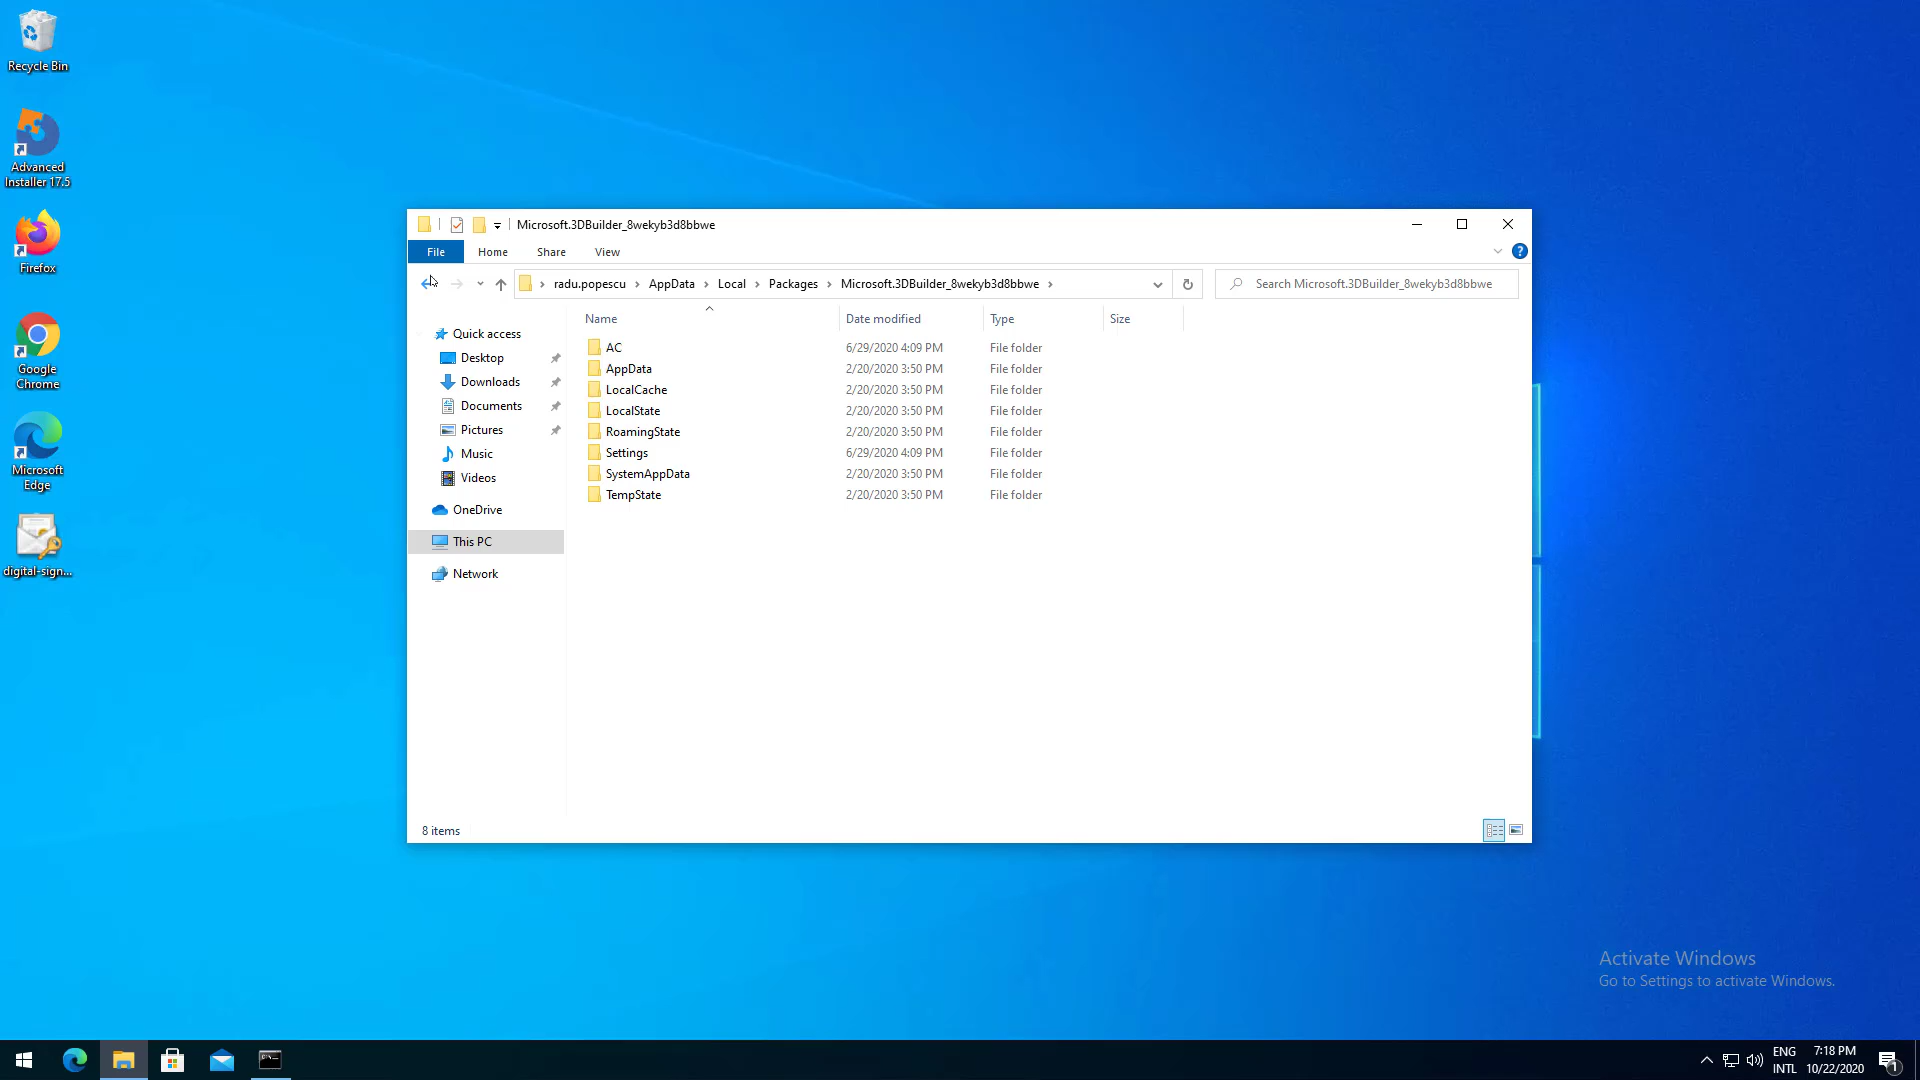 Recycle Bin
Advanced
Installer 17.5
Firefox
Google
Chrome
Microsoft
Edge
digital-sign...
Microsoft.3DBuilder_8wekyb3d8bbwe
File Home Share View
radu.popescu AppData Local Packages Microsoft.3DBuilder_8wekyb3d8bbwe
Search Microsoft.3DBuilder_8wekyb3d8bbwe
Quick access
Desktop
Downloads
Documents
Pictures
Music
Videos
OneDrive
This PC
Network
Name Date modified Type Size
AC 6/29/2020 4:09 PM File folder
AppData 2/20/2020 3:50 PM File folder
LocalCache 2/20/2020 3:50 PM File folder
LocalState 2/20/2020 3:50 PM File folder
RoamingState 2/20/2020 3:50 PM File folder
Settings 6/29/2020 4:09 PM File folder
SystemAppData 2/20/2020 3:50 PM File folder
TempState 2/20/2020 3:50 PM File folder
8 items
Activate Windows
Go to Settings to activate Windows.
ENG
INTL
7:18 PM
10/22/2020
1